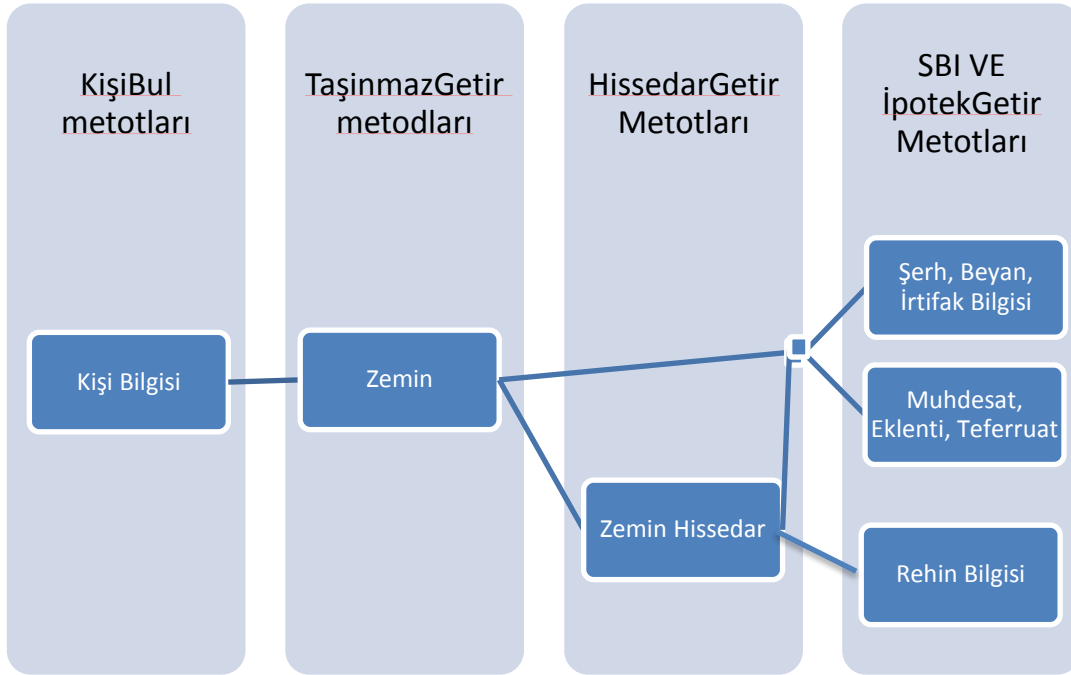 KişiBul
metotları
TaşinmazGetir
metodları
HissedarGetir
Metotları
SBI VE
İpotekGetir
Metotları
Kişi Bilgisi
Zemin
Zemin Hissedar
Şerh, Beyan,
İrtifak Bilgisi
Muhdesat,
Eklenti, Teferruat
Rehin Bilgisi